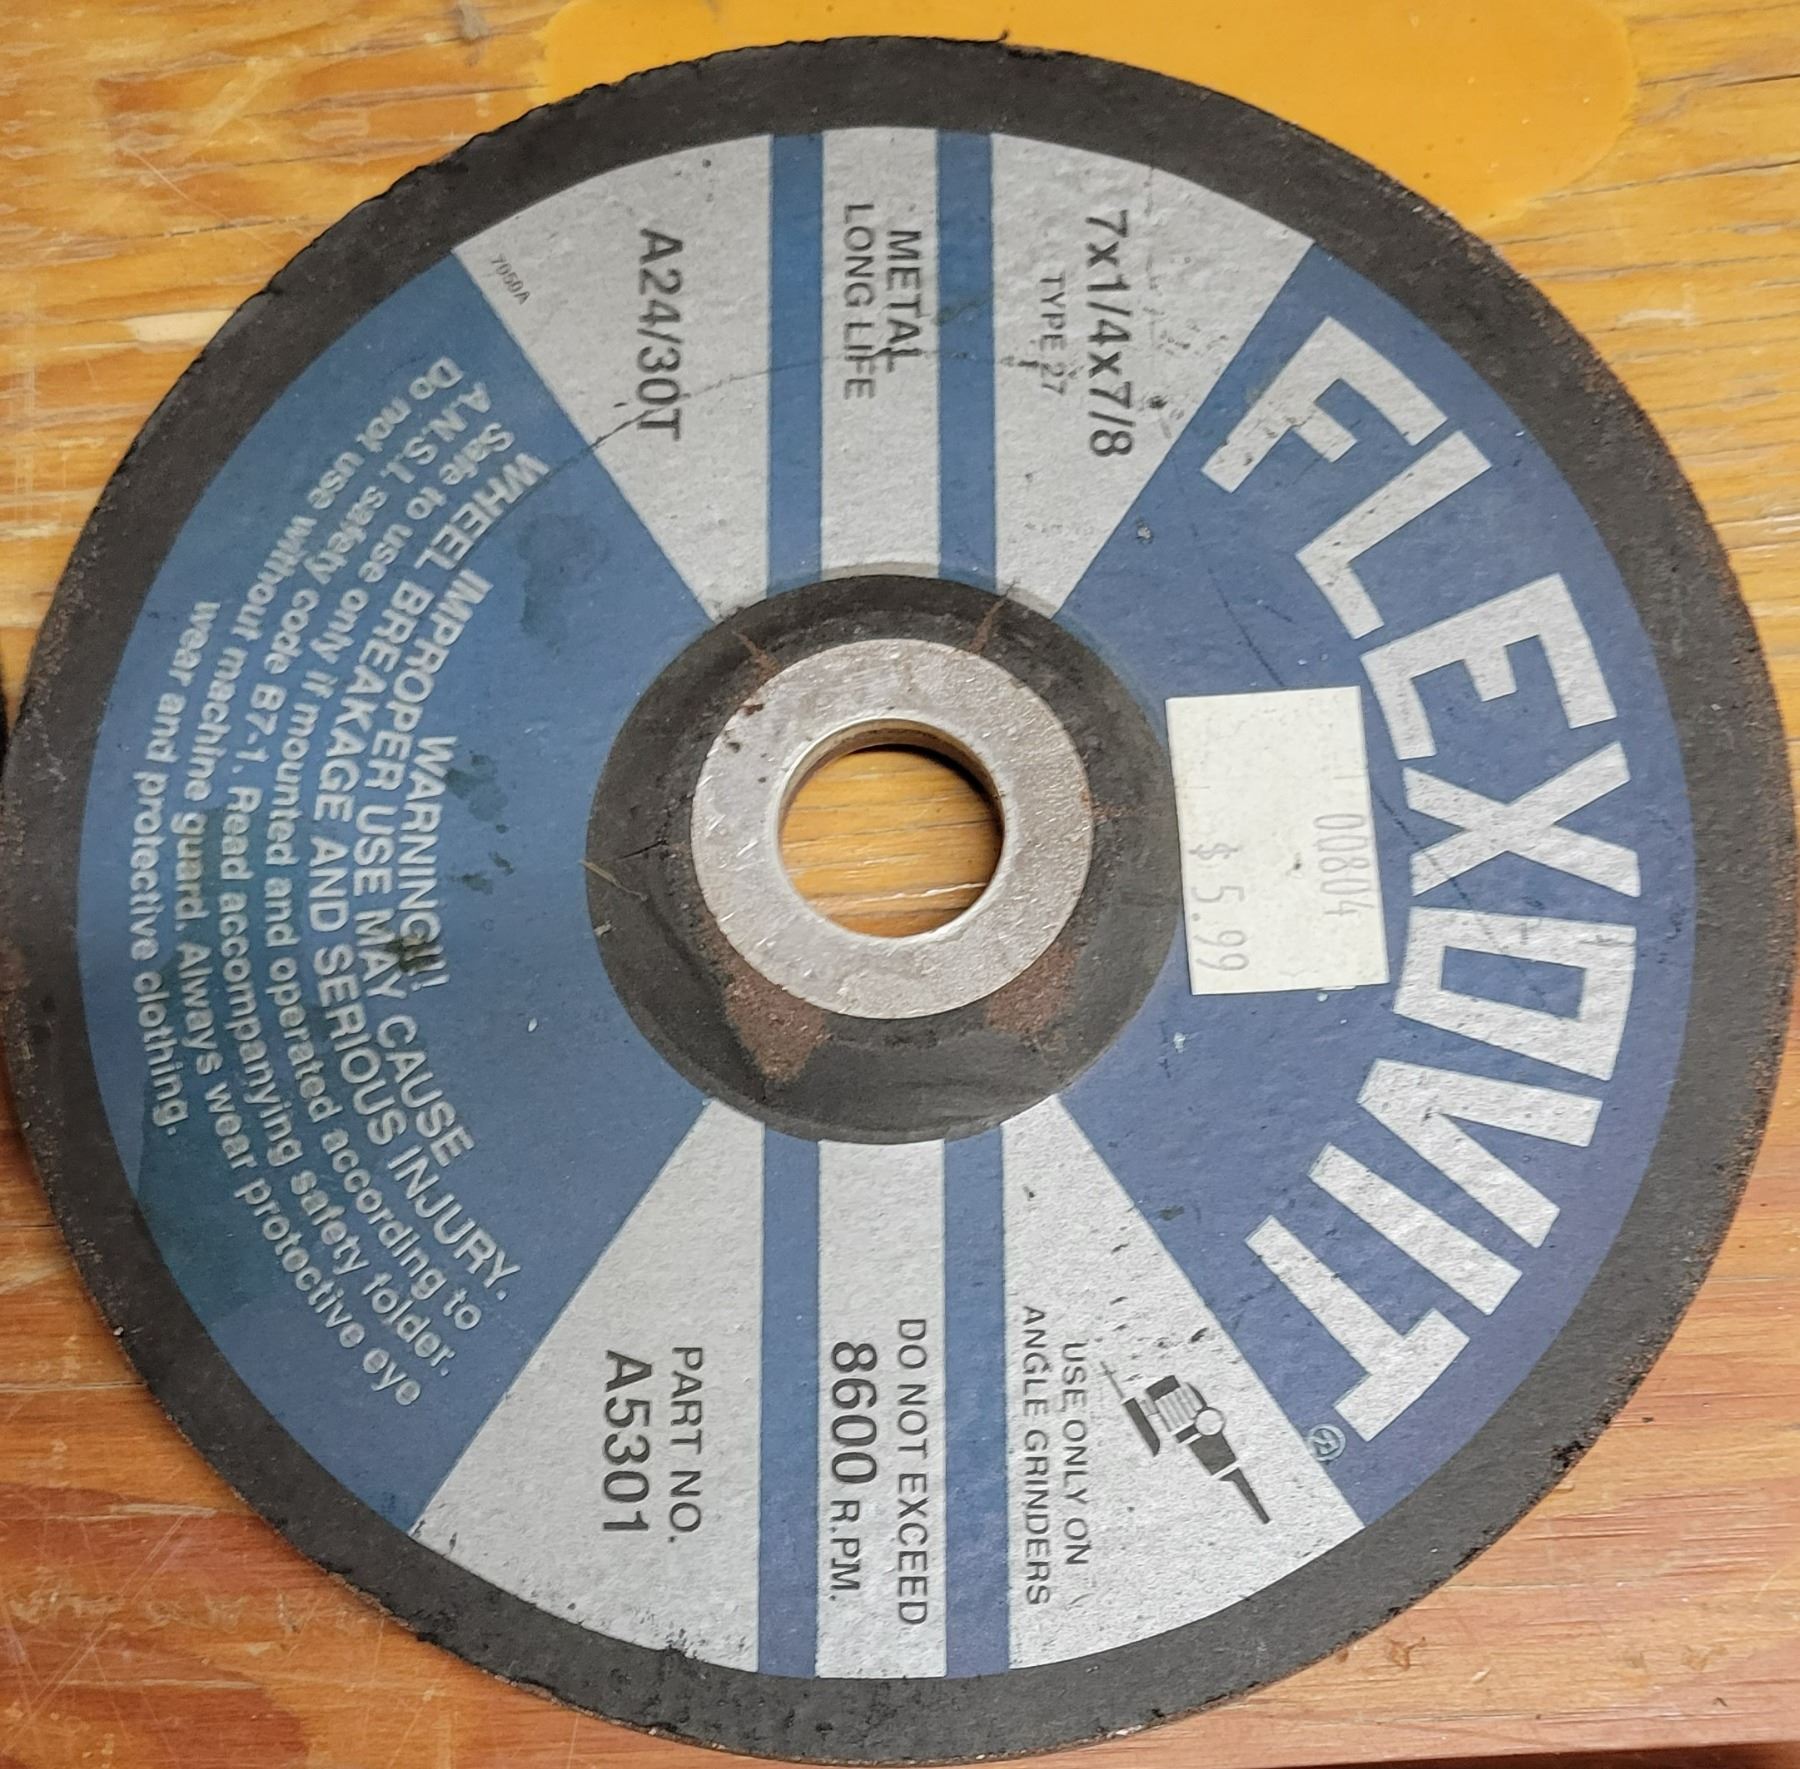 FLEXOVIT
00804
$5.99
7x1/4x7/8
TYPE 27
METAL
LONG LIFE
A24/30T
7050A
USE ONLY ON
ANGLE GRINDERS
DO NOT EXCEED
8600 R.P.M.
PART NO.
A5301
WARNING!!!
IMPROPER USE MAY CAUSE
WHEEL BREAKAGE AND SERIOUS INJURY.
Safe to use only if mounted and operated according to
A.N.S.I. safety code B7-1. Read accompanying safety folder.
Do not use without machine guard. Always wear protective eye
wear and protective clothing.